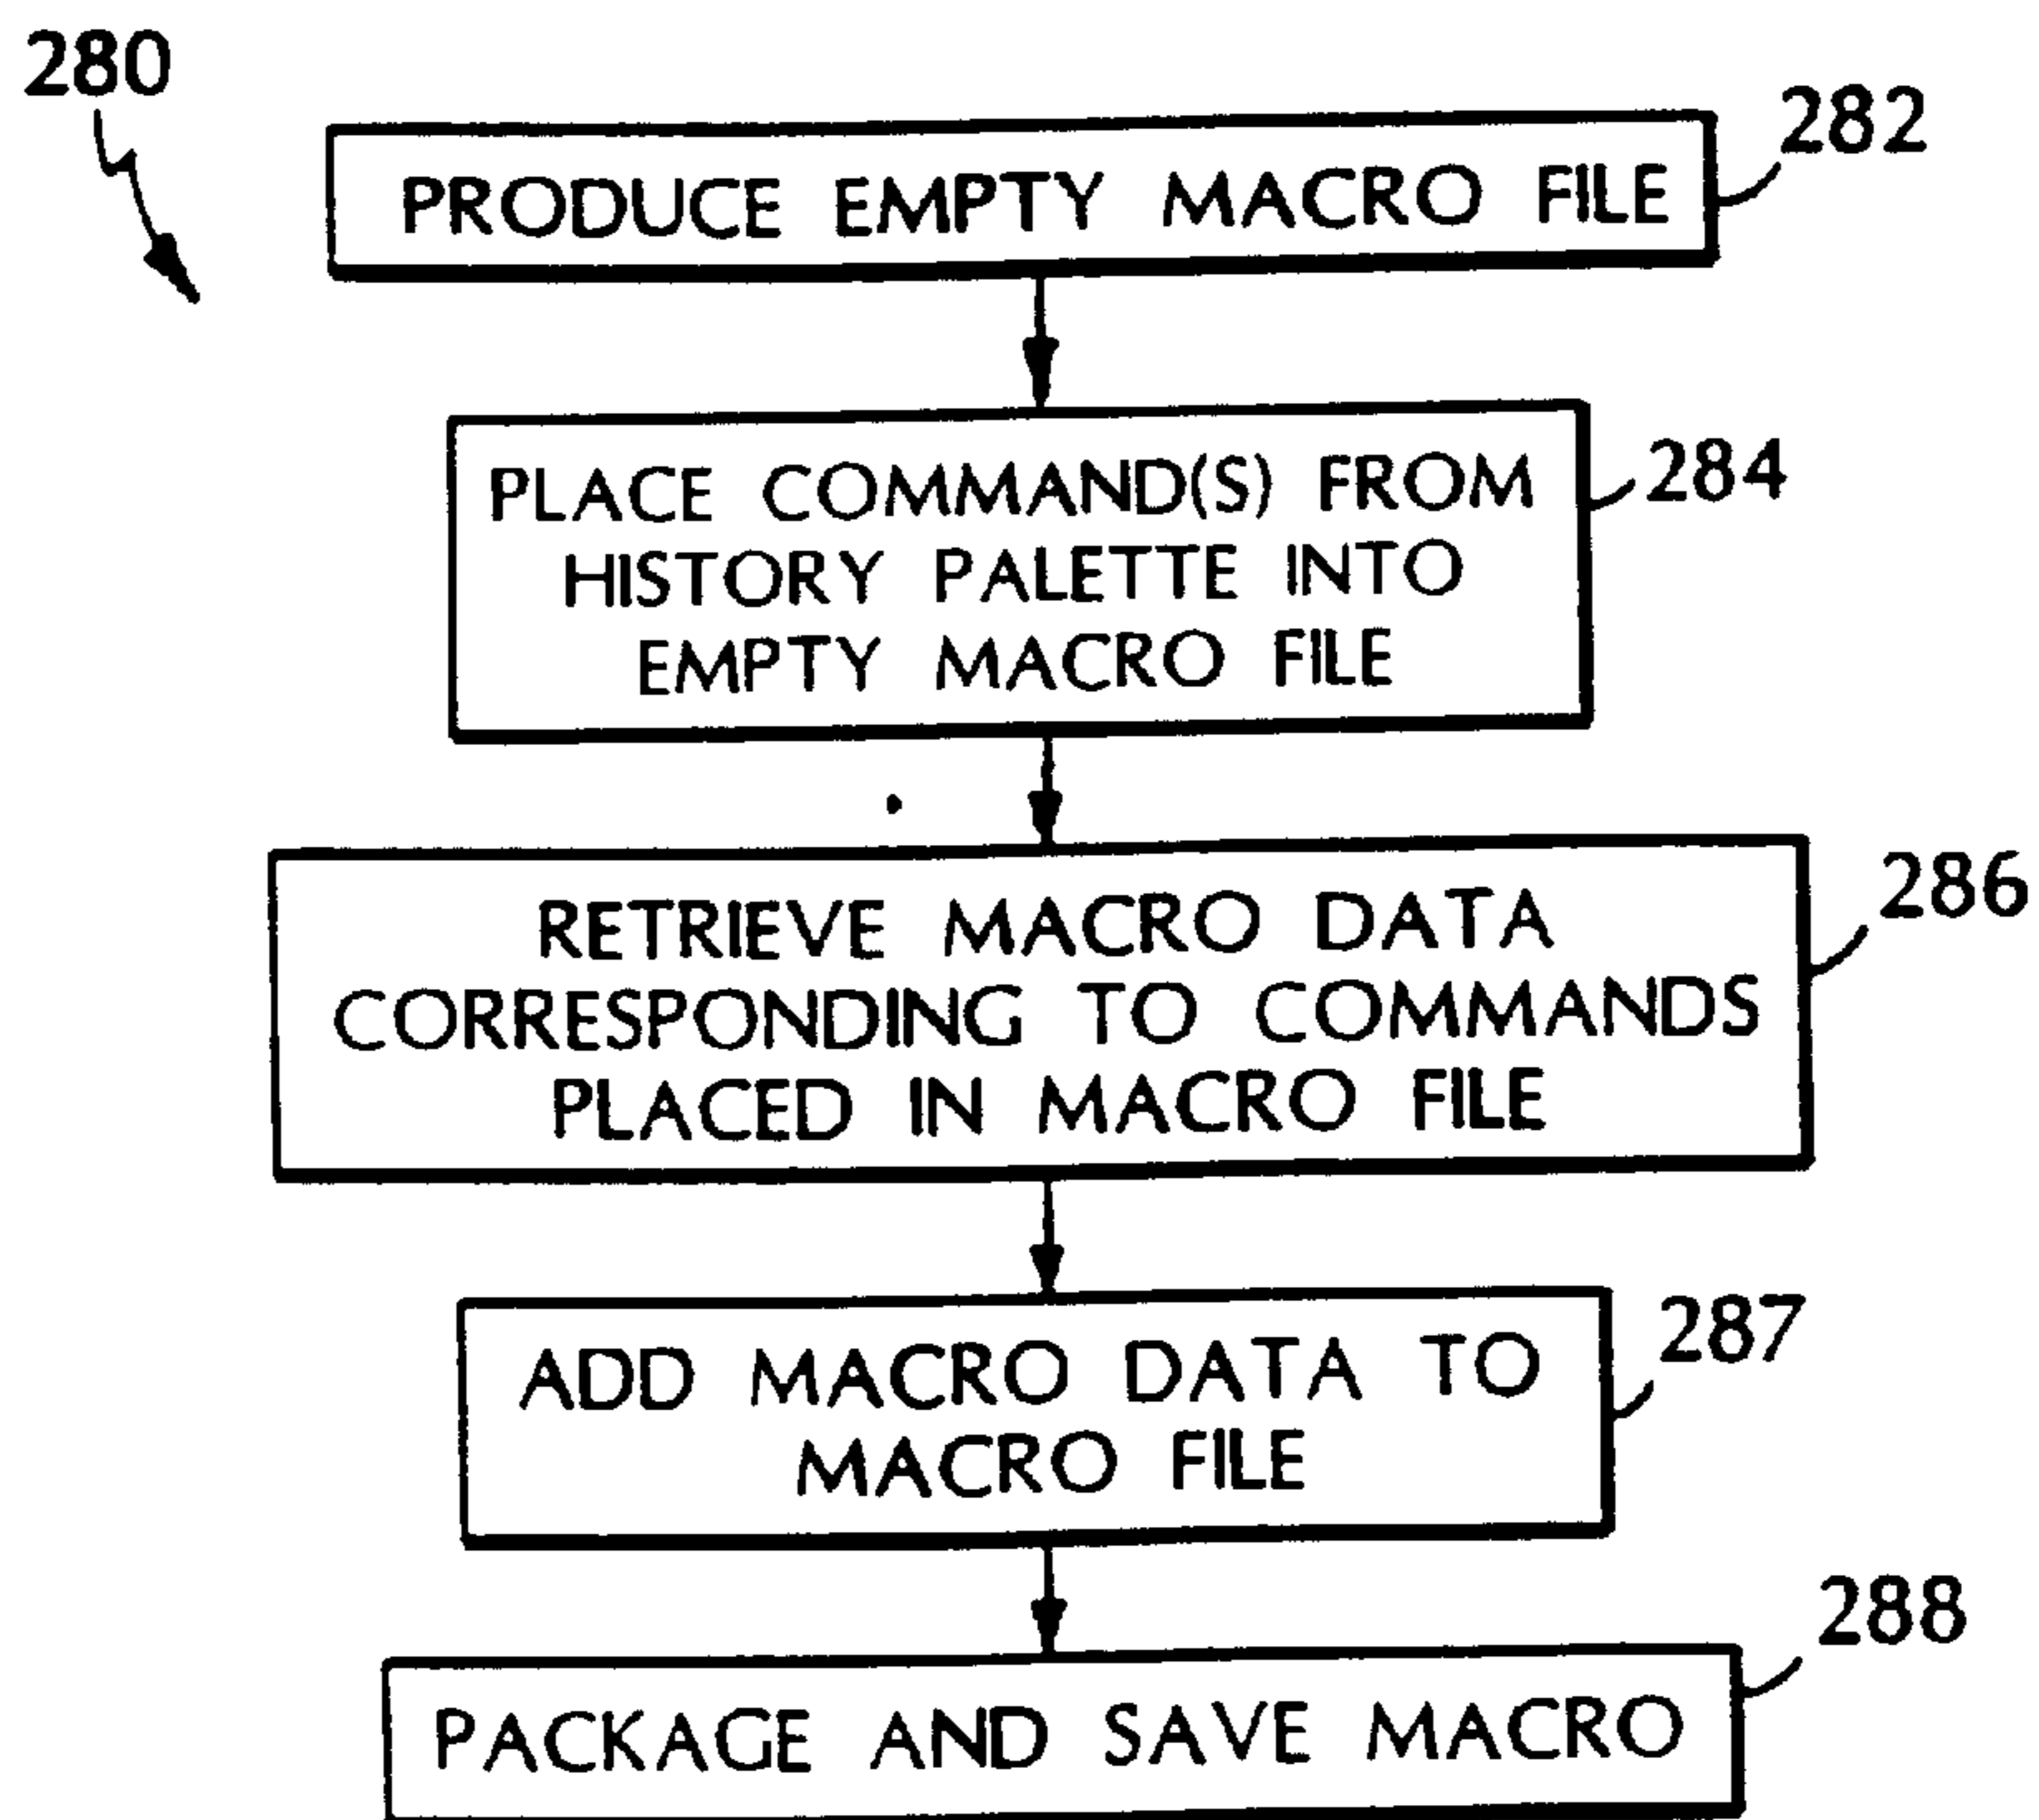 280
282
PRODUCE EMPTY MACRO FILE
PLACE COMMAND(S) FROM
HISTORY PALETTE INTO
EMPTY MACRO FILE
284
RETRIEVE MACRO DATA
CORRESPONDING TO COMMANDS
PLACED IN MACRO FILE
286
ADD MACRO DATA TO
MACRO FILE
287
PACKAGE AND SAVE MACRO
288